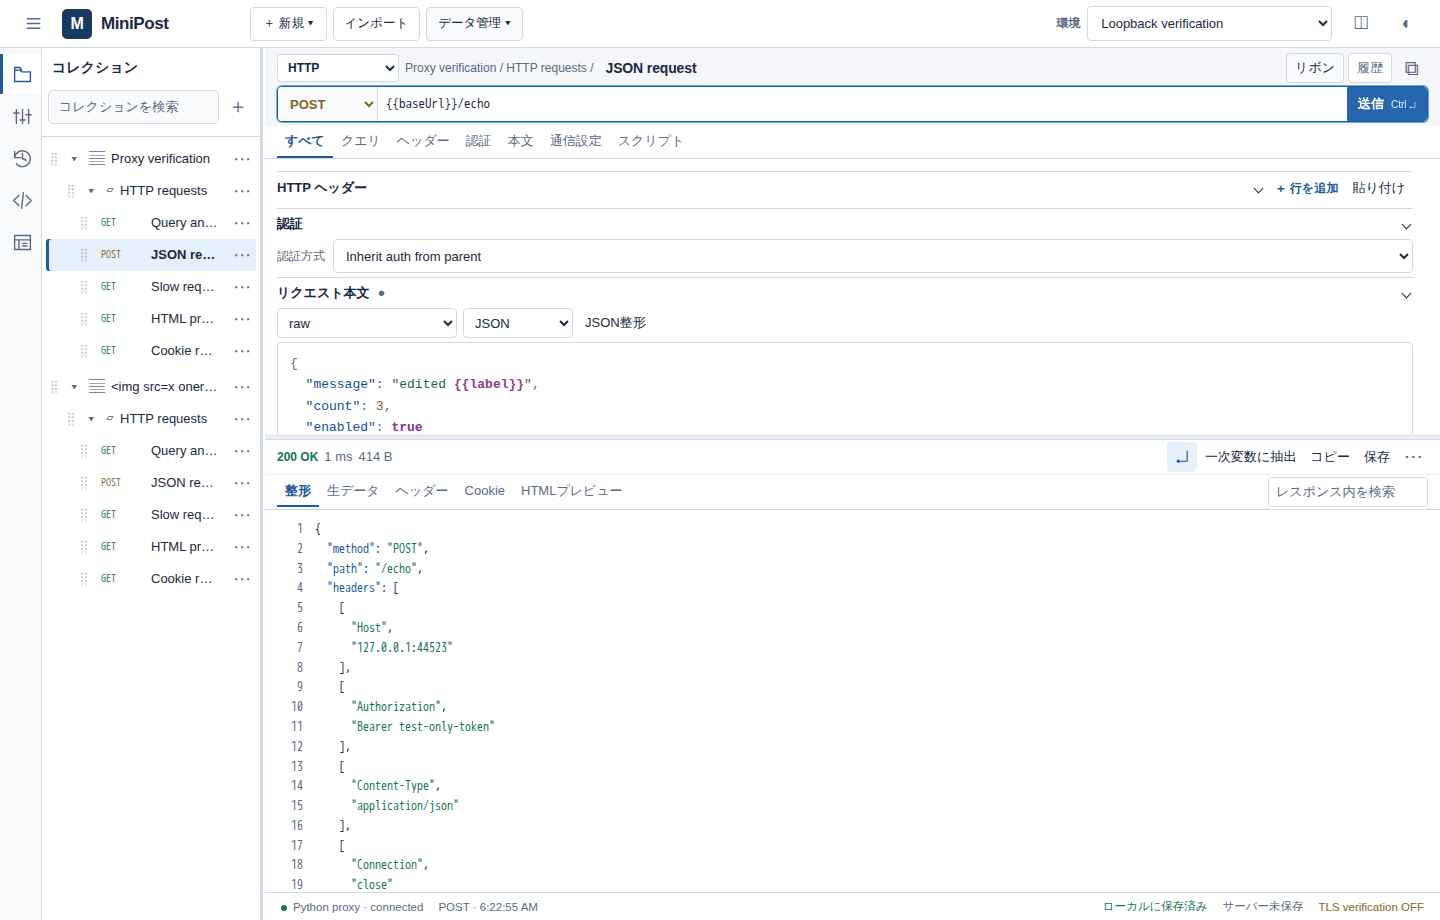 M MiniPost
＋ 新規 ▾ インポート データ管理 ▾ 環境 Loopback verification
コレクション
コレクションを検索 ＋
Proxy verification ···
HTTP requests ···
GET Query an… ···
POST JSON re… ···
GET Slow req… ···
GET HTML pr… ···
GET Cookie r… ···
<img src=x oner… ···
HTTP requests ···
GET Query an… ···
POST JSON re… ···
GET Slow req… ···
GET HTML pr… ···
GET Cookie r… ···
HTTP Proxy verification / HTTP requests / JSON request リボン 履歴
POST {{baseUrl}}/echo 送信 Ctrl ⏎
すべて クエリ ヘッダー 認証 本文 通信設定 スクリプト
HTTP ヘッダー ＋ 行を追加 貼り付け
認証
認証方式 Inherit auth from parent
リクエスト本文 ●
raw JSON JSON整形
{
"message": "edited {{label}}",
"count": 3,
"enabled": true
200 OK 1 ms 414 B 一次変数に抽出 コピー 保存 ···
整形 生データ ヘッダー Cookie HTMLプレビュー レスポンス内を検索
1 {
2 "method": "POST",
3 "path": "/echo",
4 "headers": [
5 [
6 "Host",
7 "127.0.0.1:44523"
8 ],
9 [
10 "Authorization",
11 "Bearer test-only-token"
12 ],
13 [
14 "Content-Type",
15 "application/json"
16 ],
17 [
18 "Connection",
19 "close"
● Python proxy · connected POST · 6:22:55 AM ローカルに保存済み サーバー未保存 TLS verification OFF